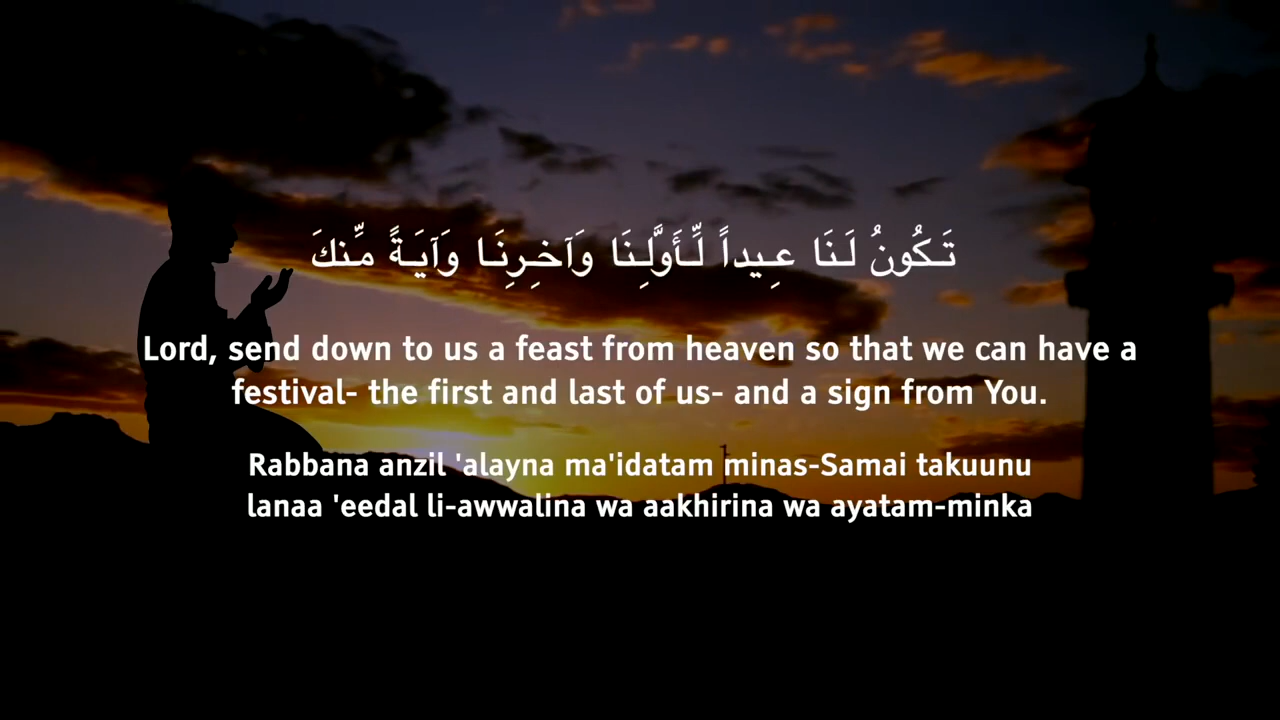 تَكُونُ لَنَا عِيداً لِّأَوَّلِنَا وَآخِرِنَا وَآيَةً مِّنكَ
Lord, send down to us a feast from heaven so that we can have a
festival- the first and last of us- and a sign from You.
Rabbana anzil 'alayna ma'idatam minas-Samai takuunu
lanaa 'eedal li-awwalina wa aakhirina wa ayatam-minka